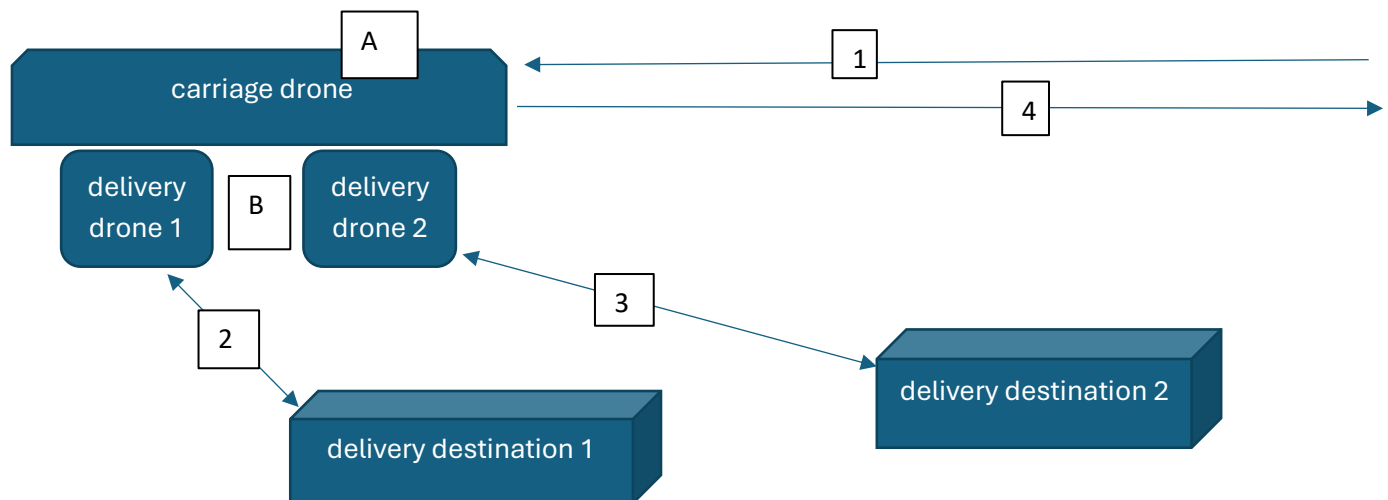 A
1
carriage drone
4
delivery
drone 1
B
delivery
drone 2
2
3
delivery destination 2
delivery destination 1